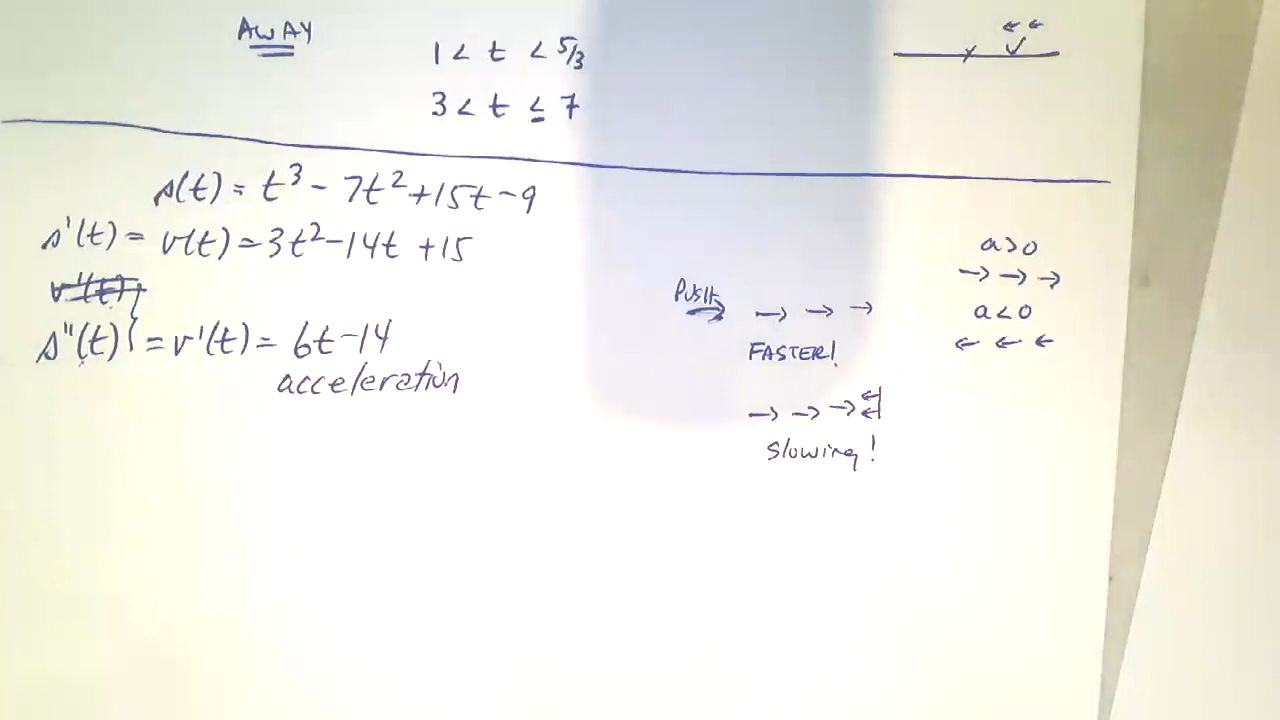 AWAY
1 < t < 5/3
3 < t ≤ 7
s(t) = t³ - 7t² + 15t - 9
s'(t) = v(t) = 3t² - 14t + 15
s''(t) = v'(t) = 6t - 14
acceleration
PUSH
→ → →
FASTER!
→ → →
Slowing!
a > 0
→ → →
a < 0
← ← ←